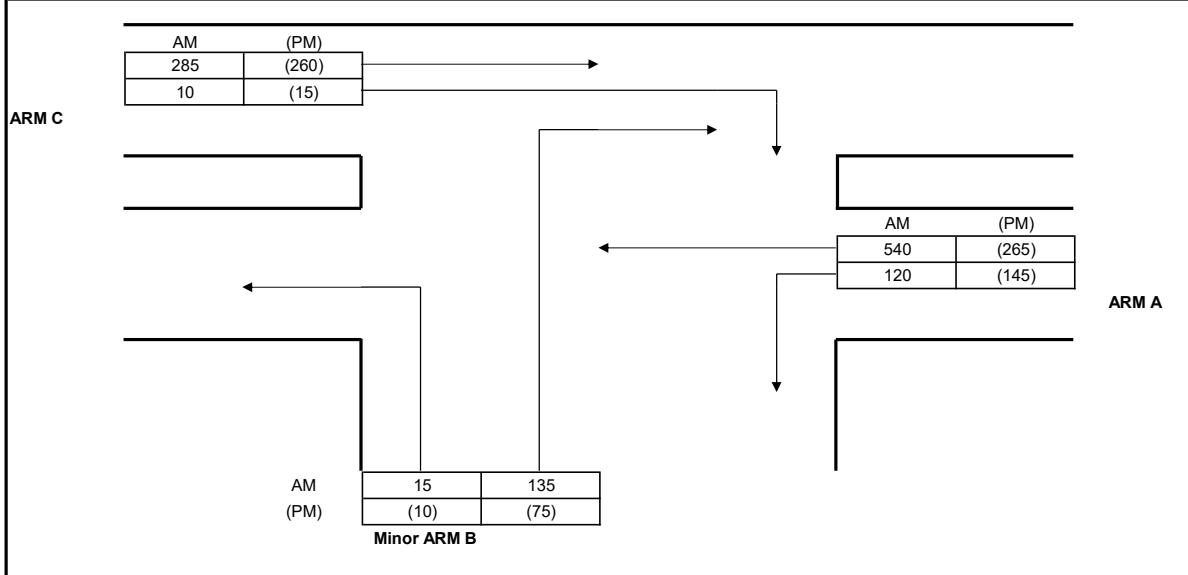 AM (PM)
285 (260)
10 (15)
ARM C
AM (PM)
540 (265)
120 (145)
ARM A
AM 15 135
(PM) (10) (75)
Minor ARM B